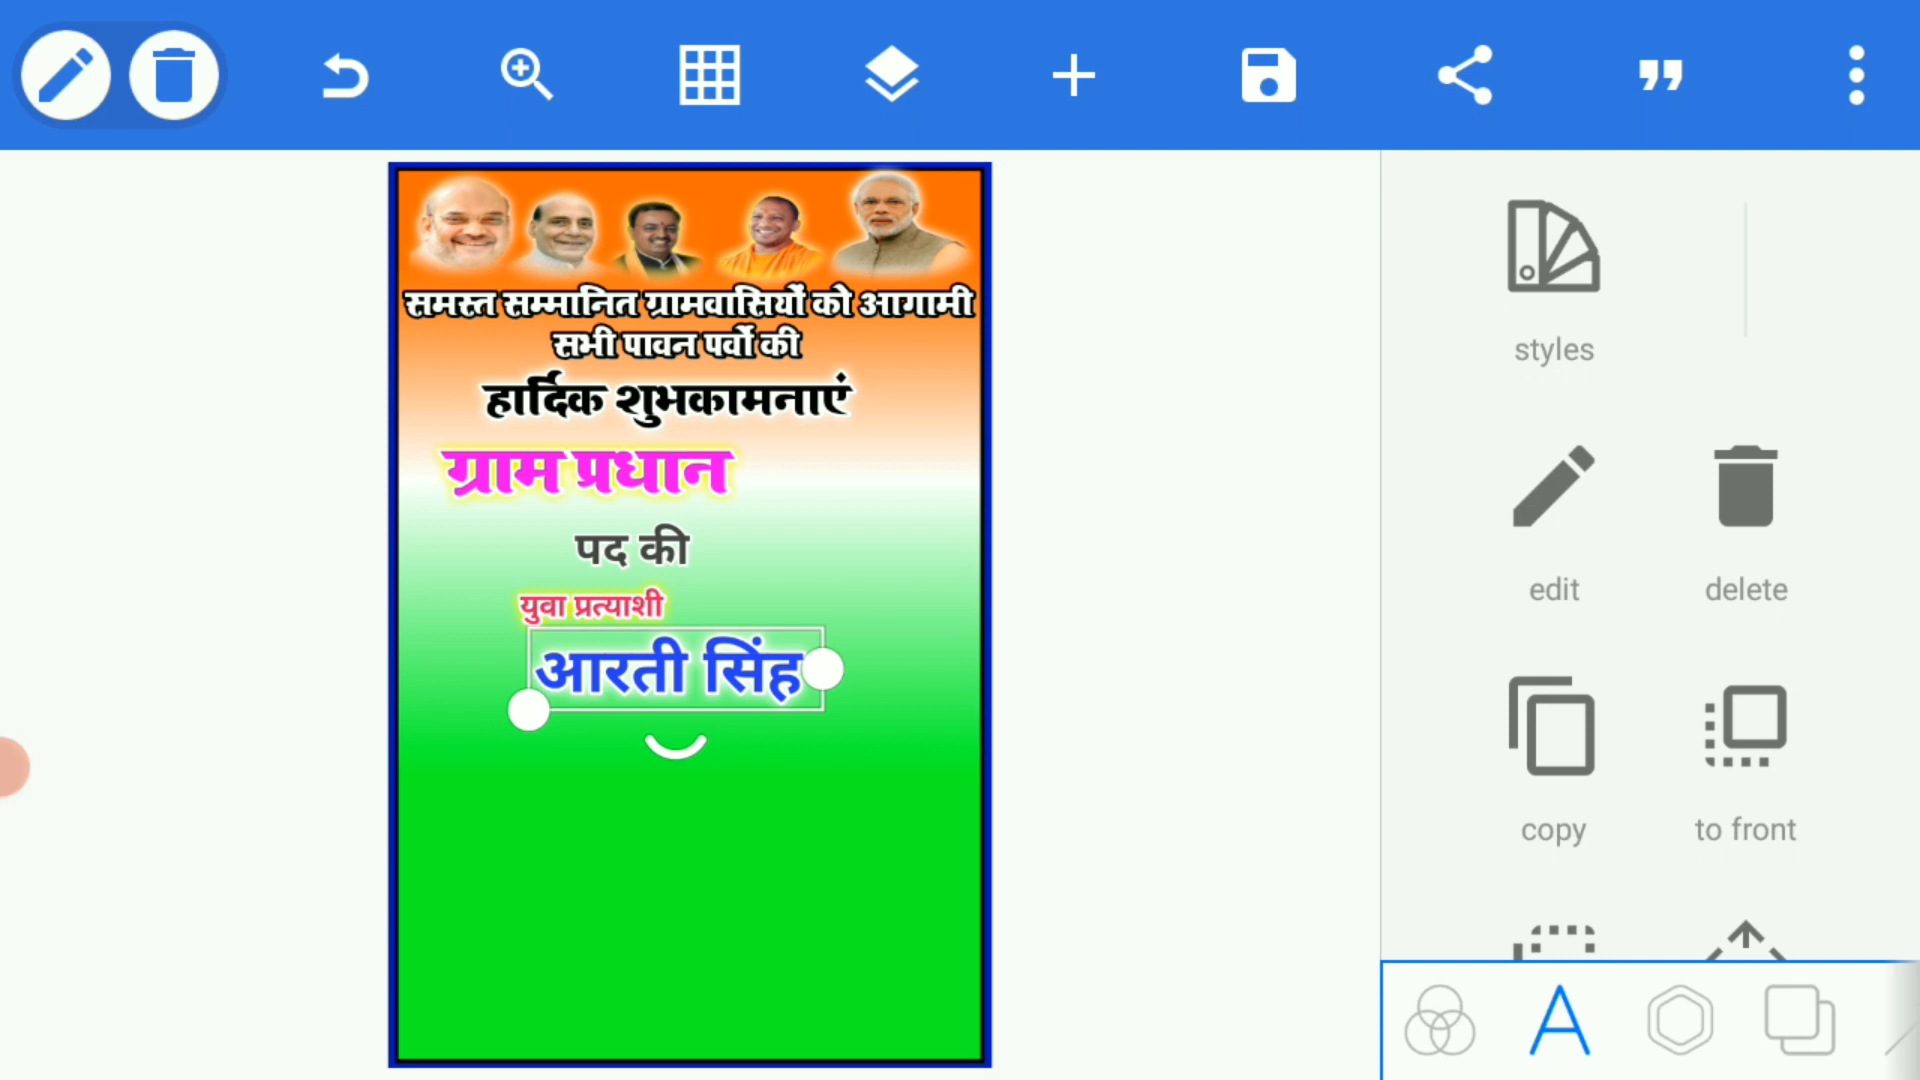 समस्त सम्मानित ग्रामवासियों को आगामी
सभी पावन पर्वो की
हार्दिक शुभकामनाएं
ग्राम प्रधान
पद की
युवा प्रत्याशी
आरती सिंह
styles
edit
delete
copy
to front